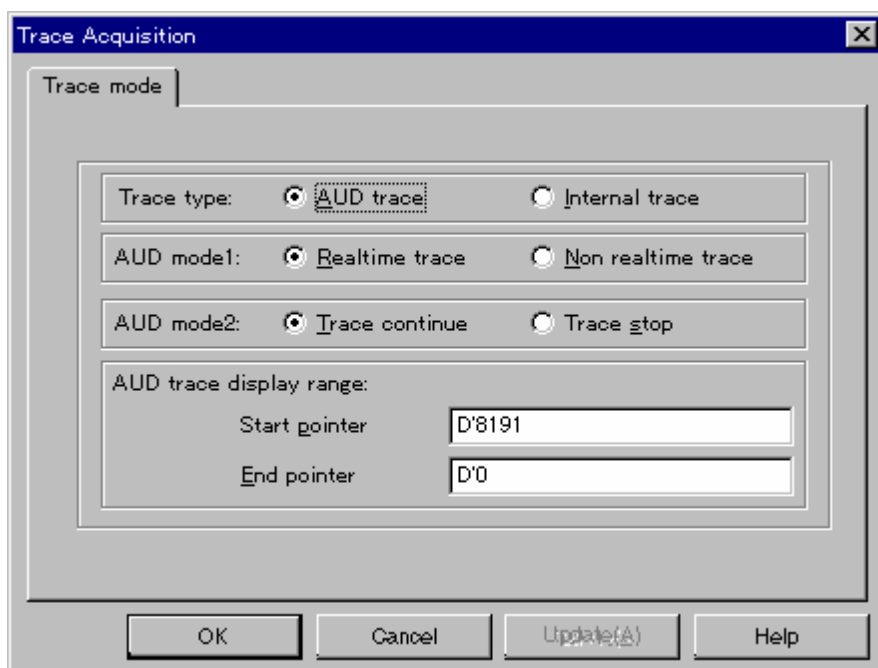 Trace Acquisition
Trace mode
Trace type: AUD trace Internal trace
AUD mode1: Realtime trace Non realtime trace
AUD mode2: Trace continue Trace stop
AUD trace display range:
Start pointer D'8191
End pointer D'0
OK Cancel Update(A) Help